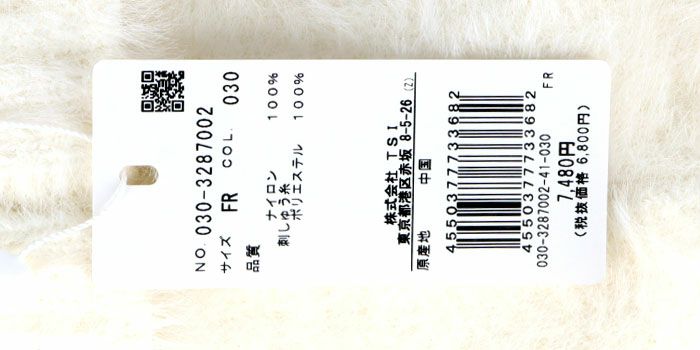 NO. 030-3287002
サイズ FR COL. 030
品質
ナイロン 100%
刺しゅう糸
ポリエステル 100%
株式会社 TSI
東京都港区赤坂 8-5-26 (Z)
原産地 中国
4550377733682
4550377733682
030-3287002-41-030
FR
7,480円
(税抜価格 6,800円)